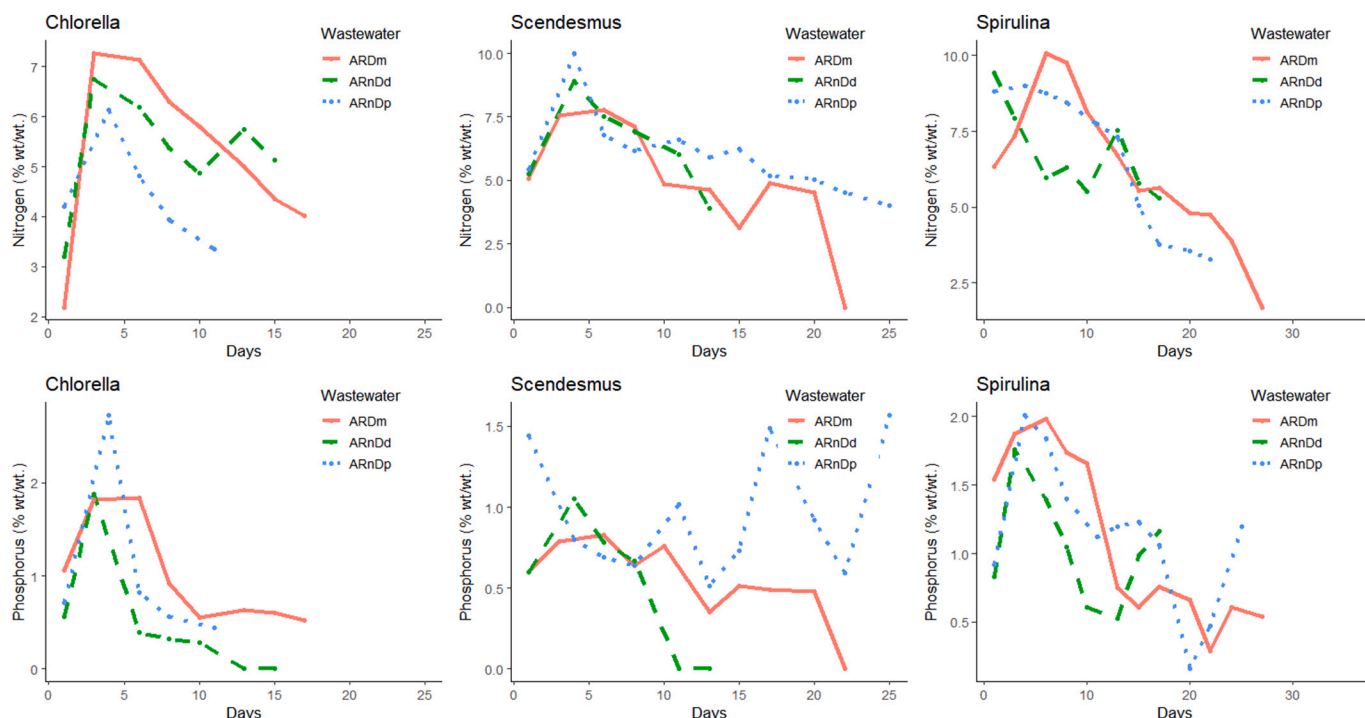 Chlorella
Wastewater
ARDm
ARnDd
ARnDp
Nitrogen (% wt/wt.)
7
6
5
4
3
2
0 5 10 15 20 25
Days
Scendesmus
Wastewater
ARDm
ARnDd
ARnDp
Nitrogen (% wt/wt.)
10.0
7.5
5.0
2.5
0.0
0 5 10 15 20 25
Days
Spirulina
Wastewater
ARDm
ARnDd
ARnDp
Nitrogen (% wt/wt.)
10.0
7.5
5.0
2.5
0 10 20 30
Days
Chlorella
Wastewater
ARDm
ARnDd
ARnDp
Phosphorus (% wt/wt.)
2
1
0
0 5 10 15 20 25
Days
Scendesmus
Wastewater
ARDm
ARnDd
ARnDp
Phosphorus (% wt/wt.)
1.5
1.0
0.5
0.0
0 5 10 15 20 25
Days
Spirulina
Wastewater
ARDm
ARnDd
ARnDp
Phosphorus (% wt/wt.)
2.0
1.5
1.0
0.5
0 10 20 30
Days